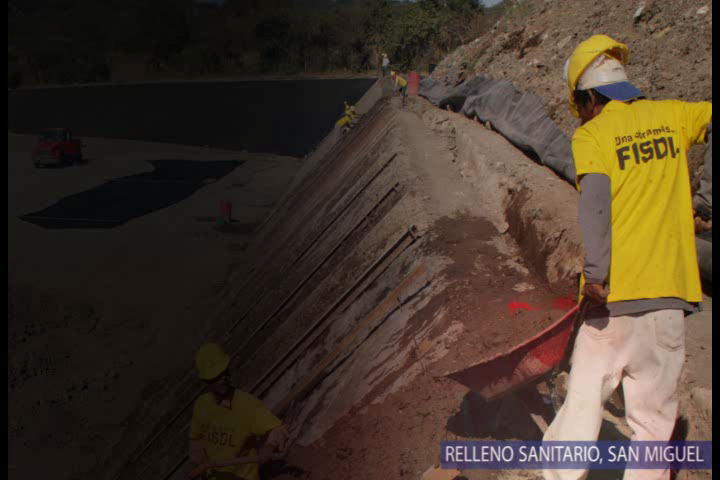 Una obra más...
FISDL
FISDL
RELLENO SANITARIO, SAN MIGUEL